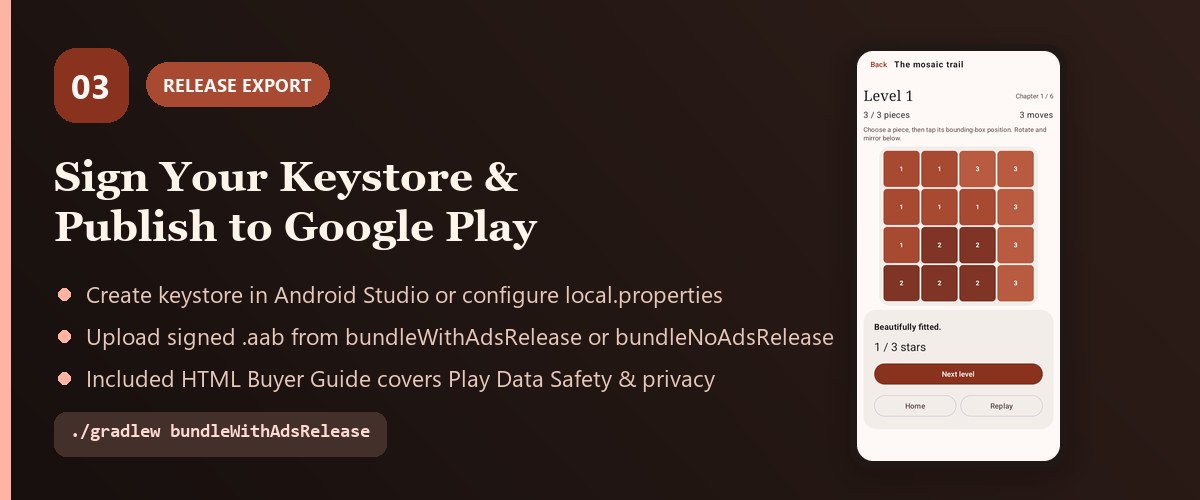 03
RELEASE EXPORT
Sign Your Keystore &
Publish to Google Play
Create keystore in Android Studio or configure local.properties
Upload signed .aab from bundleWithAdsRelease or bundleNoAdsRelease
Included HTML Buyer Guide covers Play Data Safety & privacy
./gradlew bundleWithAdsRelease
Back The mosaic trail
Level 1 Chapter 1 / 6
3 / 3 pieces 3 moves
Choose a piece, then tap its bounding-box position. Rotate and
mirror below.
1 1 3 3
1 1 1 3
1 2 2 3
2 2 2 3
Beautifully fitted.
1 / 3 stars
Next level
Home Replay